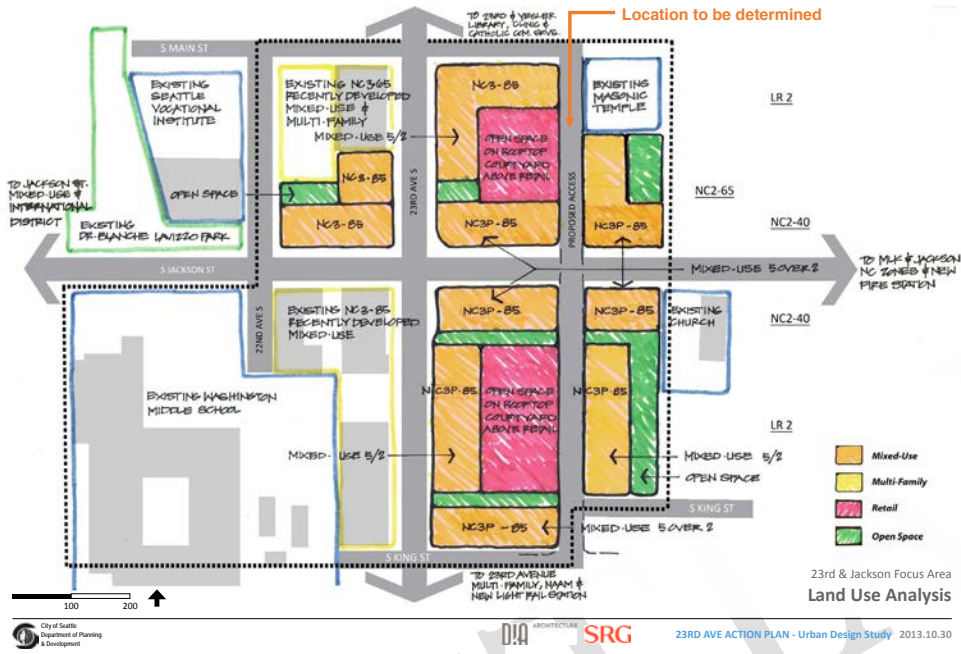 TO 23RD & YESLER
LIBRARY, CLINIC &
CATHOLIC COM. SRVC.
Location to be determined
S MAIN ST
EXISTING
SEATTLE
VOCATIONAL
INSTITUTE
EXISTING NC3-65
RECENTLY DEVELOPED
MIXED-USE &
MULTI-FAMILY
MIXED-USE 5/2
NC3-85
OPEN SPACE
ON ROOFTOP
COURTYARD
ABOVE RETAIL
EXISTING
MASONIC
TEMPLE
LR 2
TO JACKSON ST.
MIXED-USE &
INTERNATIONAL
DISTRICT
OPEN SPACE
NC3-85
23RD AVE S
PROPOSED ACCESS
NC2-65
EXISTING
DR. BLANCHE LAVIZZO PARK
NC3-85
NC3P-85
NC3P-85
NC2-40
S JACKSON ST
MIXED-USE 5 OVER 2
TO MLK & JACKSON
NC ZONES & NEW
FIRE STATION
22ND AVE S
EXISTING NC3-85
RECENTLY DEVELOPED
MIXED-USE
NC3P-85
NC3P-85
EXISTING
CHURCH
NC2-40
EXISTING WASHINGTON
MIDDLE SCHOOL
NC3P-85
OPEN SPACE
ON ROOFTOP
COURTYARD
ABOVE RETAIL
NC3P-85
LR 2
MIXED-USE 5/2
MIXED-USE 5/2
OPEN SPACE
Mixed-Use
Multi-Family
Retail
Open Space
S KING ST
NC3P-85
MIXED-USE 5 OVER 2
S KING ST
TO 23RD AVENUE
MULTI-FAMILY, NAAM &
NEW LIGHT RAIL STATION
23rd & Jackson Focus Area
Land Use Analysis
100 200
City of Seattle
Department of Planning
& Development
D/A ARCHITECTURE
SRG
23RD AVE ACTION PLAN - Urban Design Study 2013.10.30